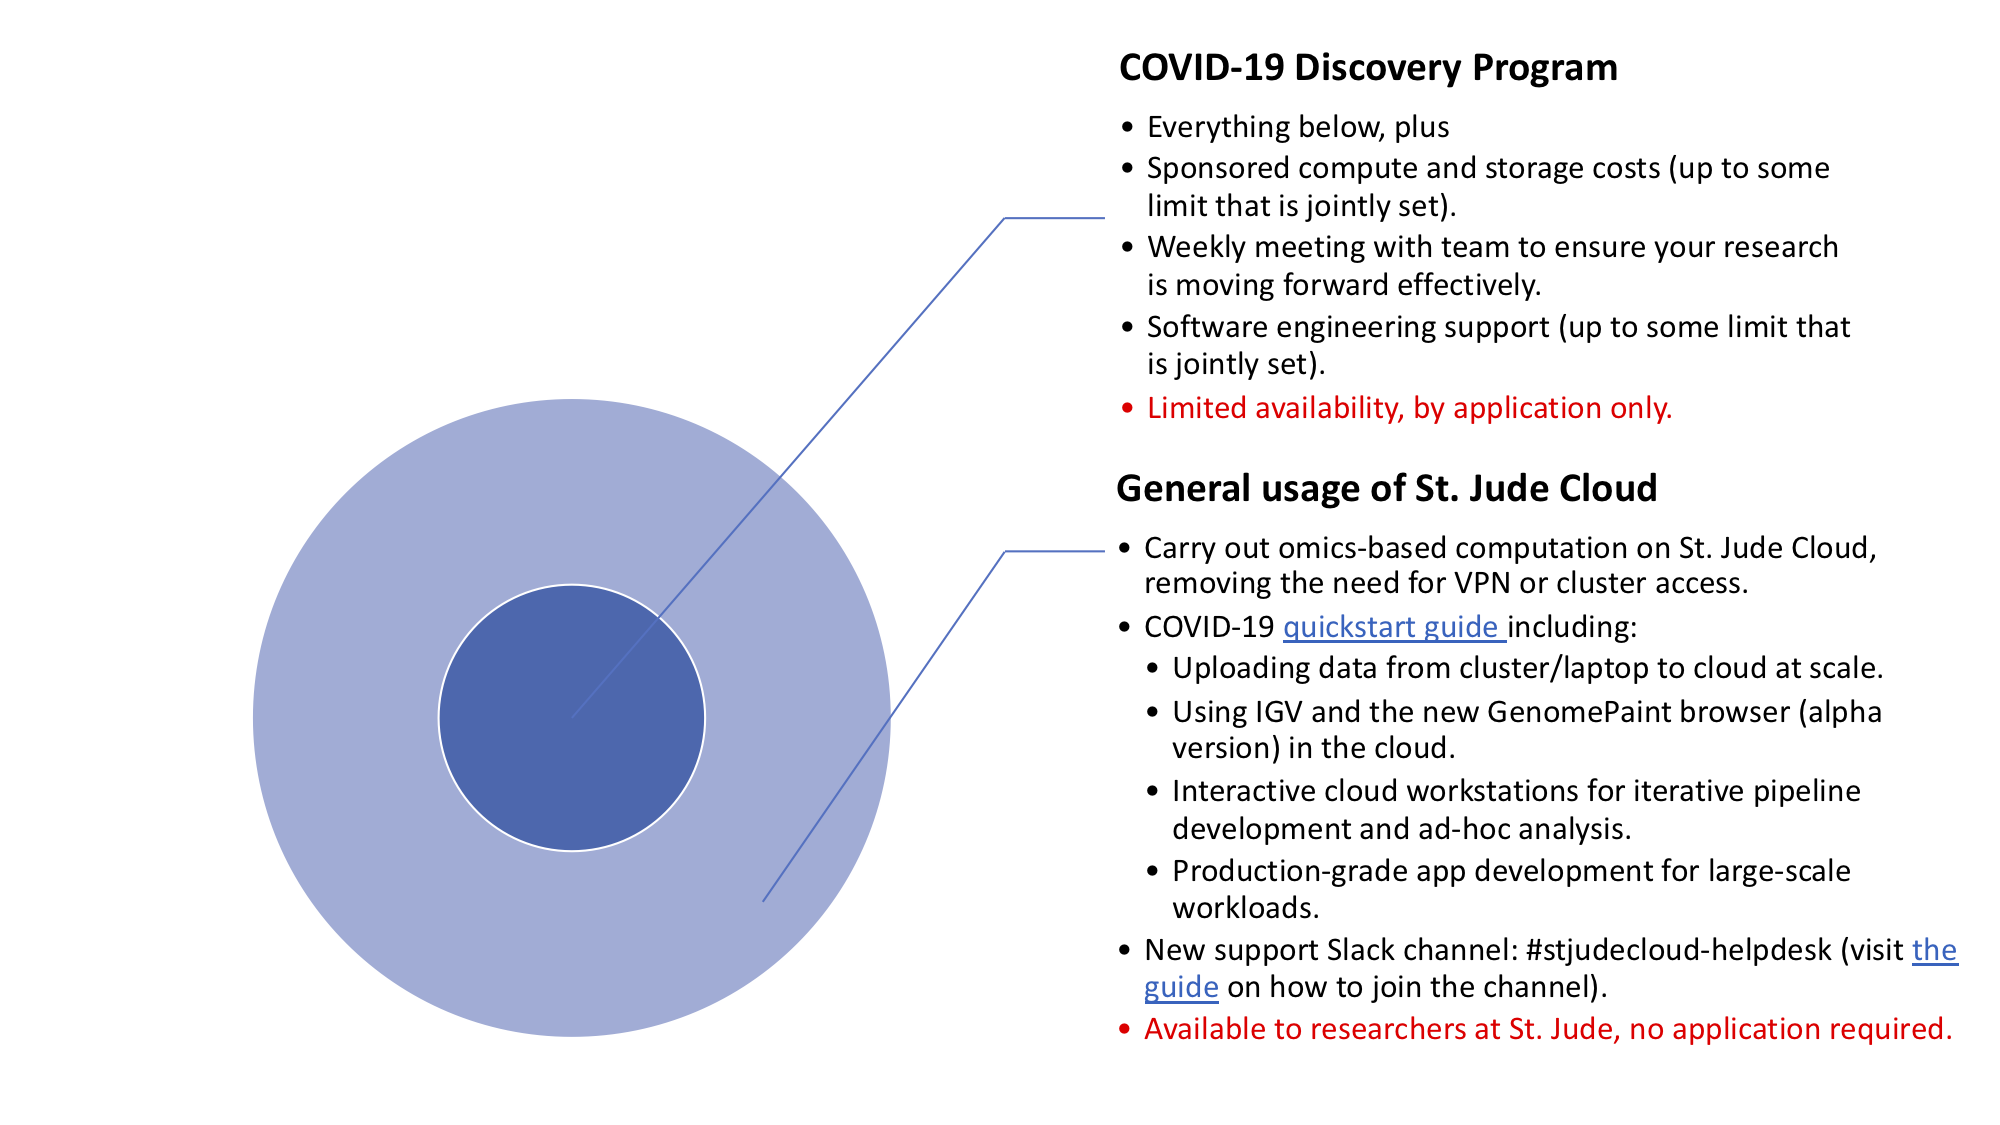 COVID-19 Discovery Program
• Everything below, plus
• Sponsored compute and storage costs (up to some
limit that is jointly set).
• Weekly meeting with team to ensure your research
is moving forward effectively.
• Software engineering support (up to some limit that
is jointly set).
• Limited availability, by application only.
General usage of St. Jude Cloud
• Carry out omics-based computation on St. Jude Cloud,
removing the need for VPN or cluster access.
• COVID-19 quickstart guide including:
• Uploading data from cluster/laptop to cloud at scale.
• Using IGV and the new GenomePaint browser (alpha
version) in the cloud.
• Interactive cloud workstations for iterative pipeline
development and ad-hoc analysis.
• Production-grade app development for large-scale
workloads.
• New support Slack channel: #stjudecloud-helpdesk (visit the
guide on how to join the channel).
• Available to researchers at St. Jude, no application required.